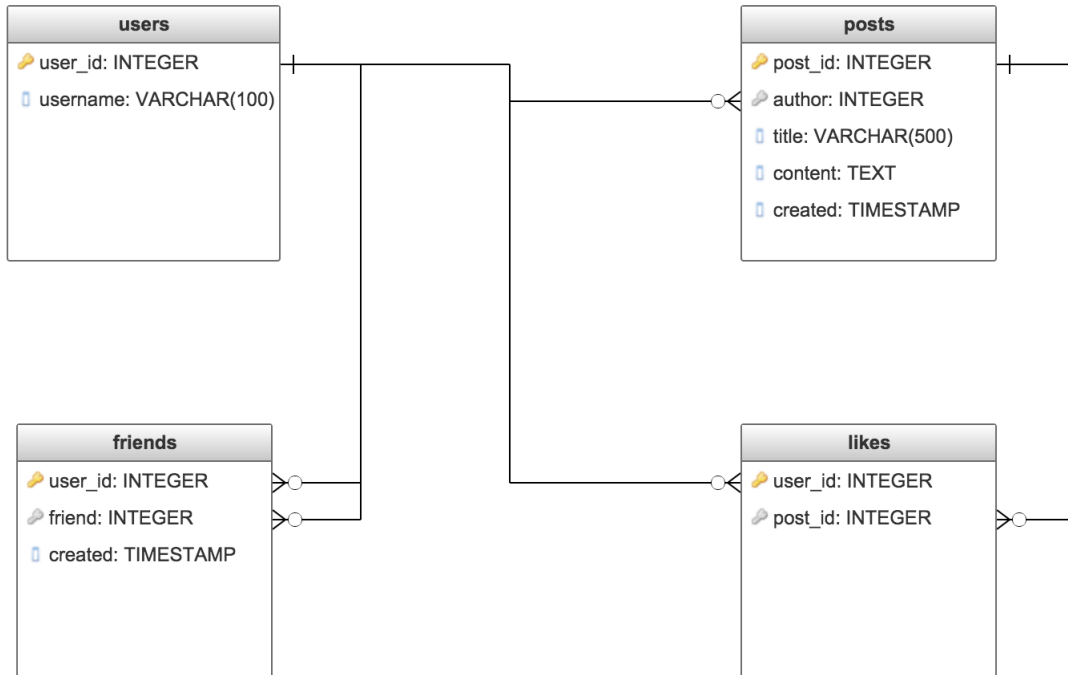 users
user_id: INTEGER
username: VARCHAR(100)
posts
post_id: INTEGER
author: INTEGER
title: VARCHAR(500)
content: TEXT
created: TIMESTAMP
friends
user_id: INTEGER
friend: INTEGER
created: TIMESTAMP
likes
user_id: INTEGER
post_id: INTEGER